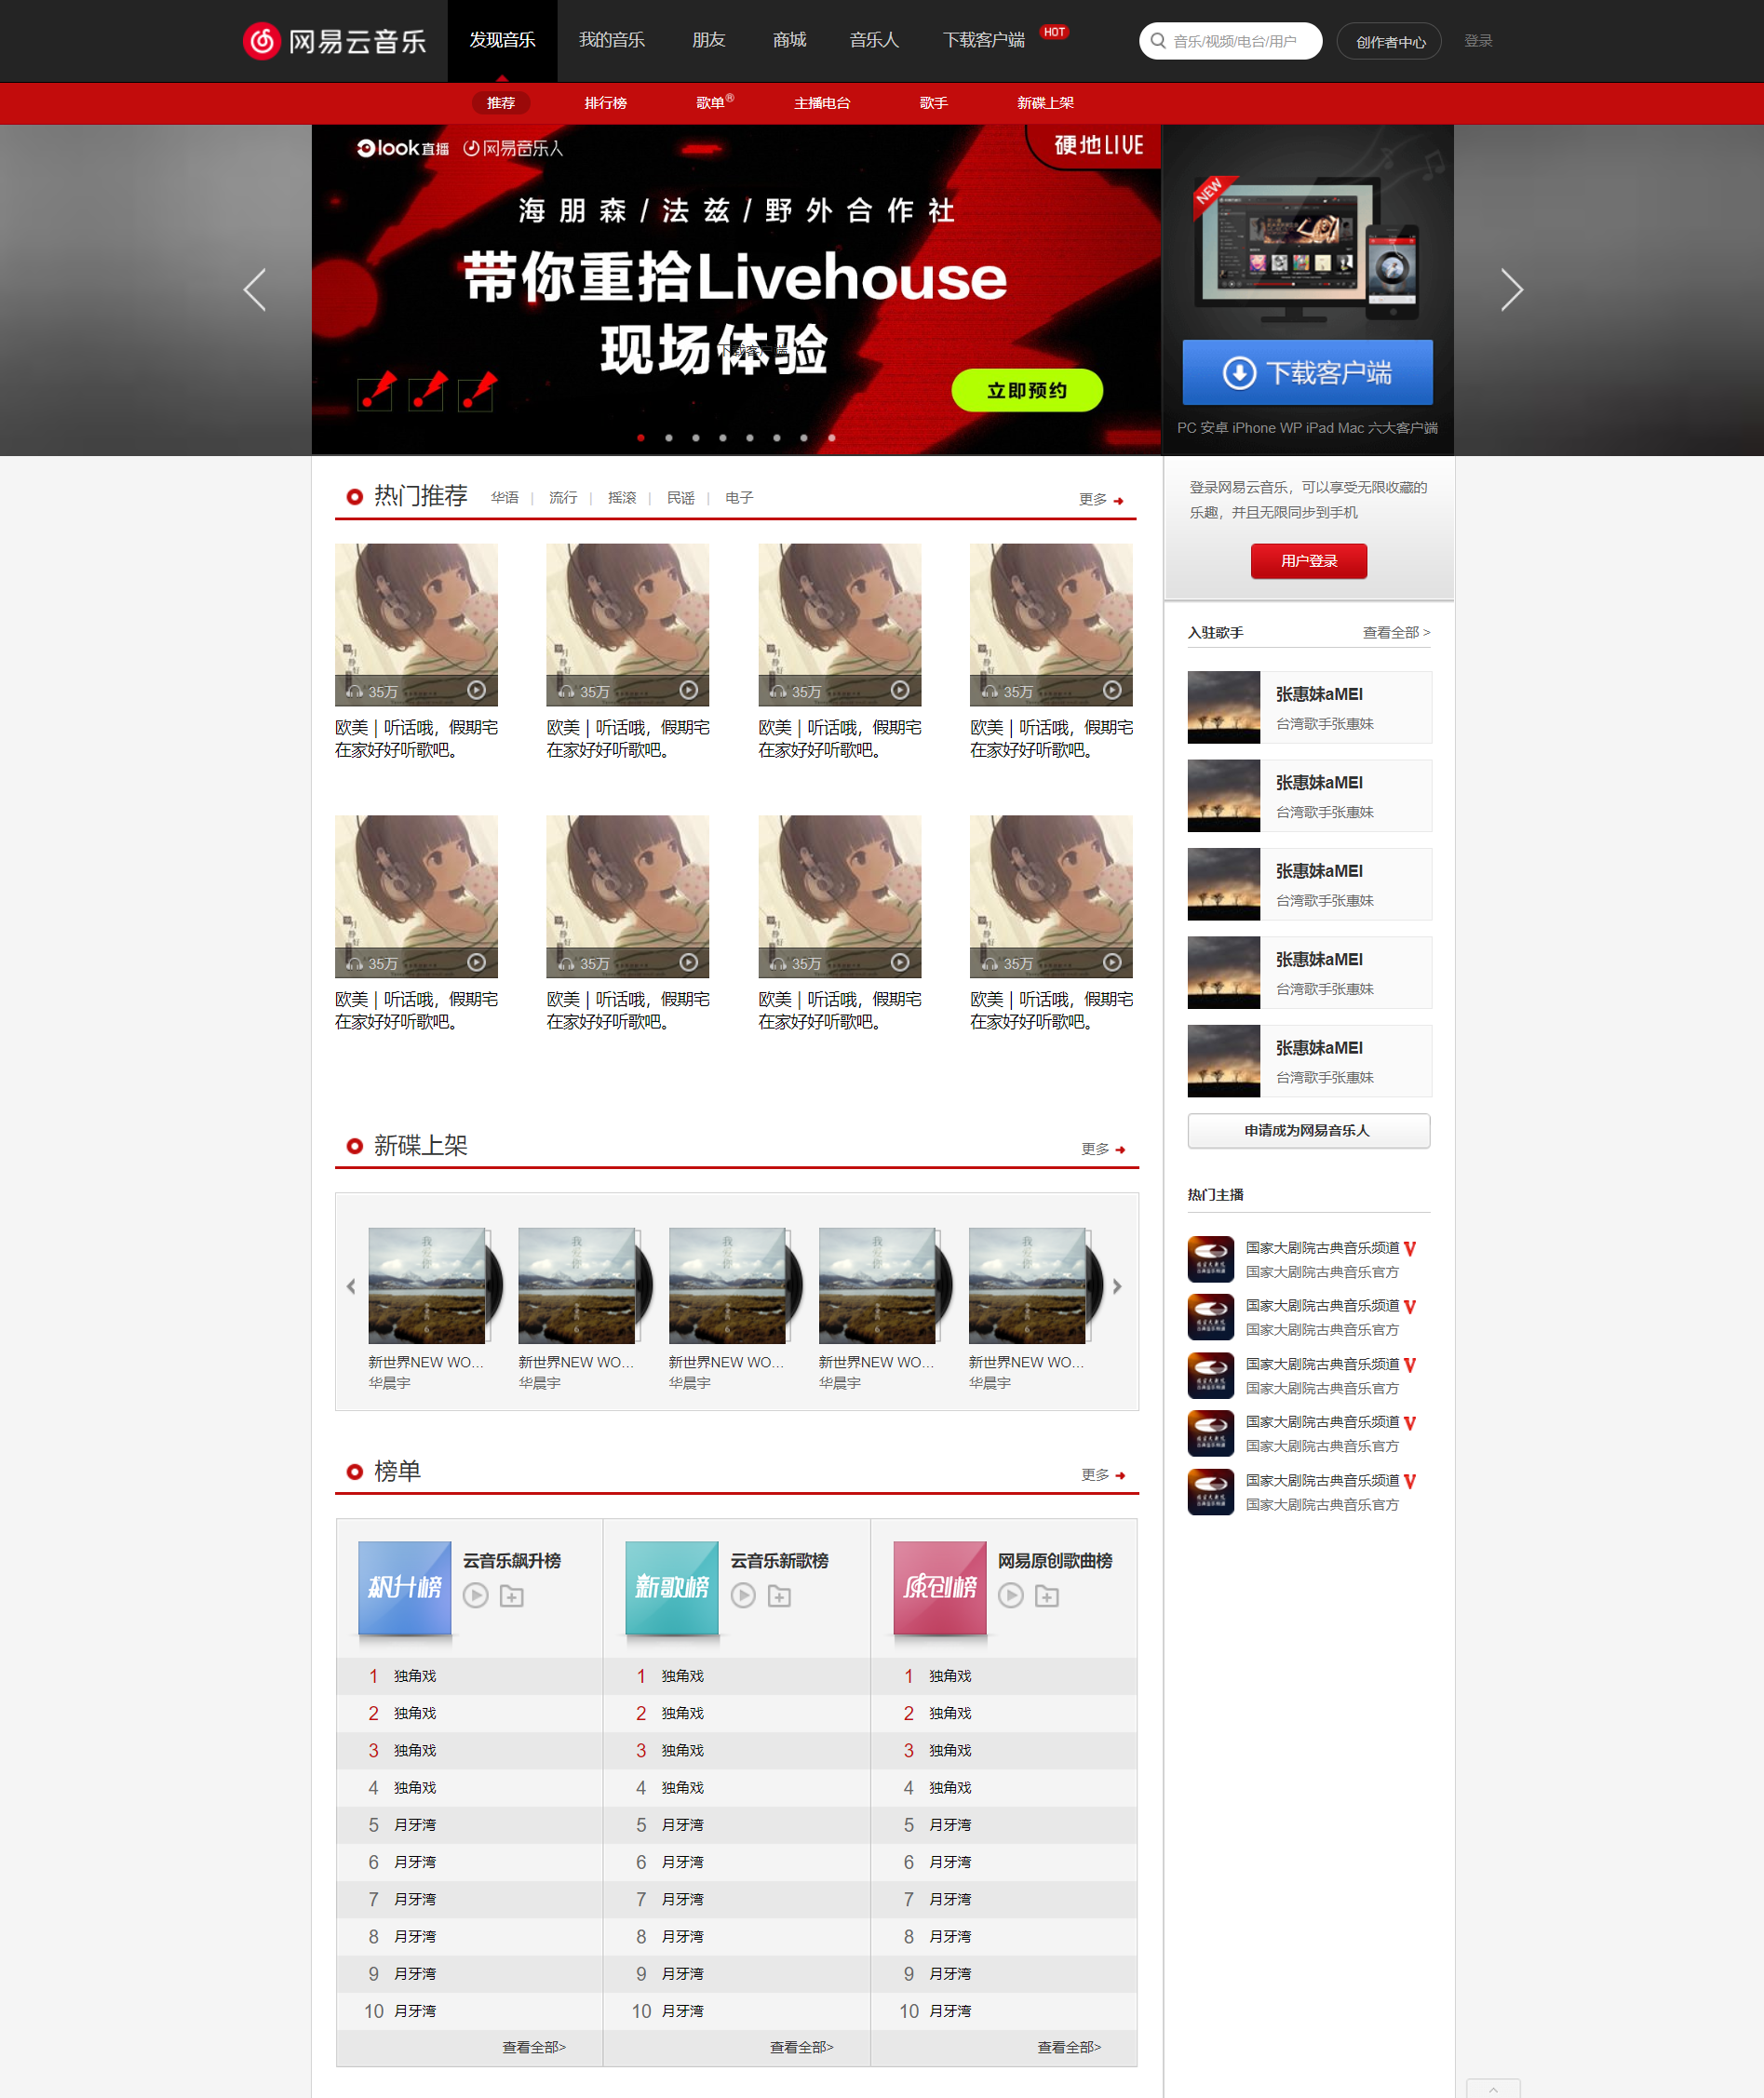 网易云音乐
发现音乐
我的音乐
朋友
商城
音乐人
下载客户端
HOT
音乐/视频/电台/用户
创作者中心
登录
推荐
排行榜
歌单®
主播电台
歌手
新碟上架
look直播 网易音乐人
硬地LIVE
海朋森/法兹/野外合作社
带你重拾Livehouse
现场体验
下载客户端
立即预约
NEW
下载客户端
PC 安卓 iPhone WP iPad Mac 六大客户端
热门推荐
华语 | 流行 | 摇滚 | 民谣 | 电子
更多
35万
35万
35万
35万
欧美 | 听话哦，假期宅
在家好好听歌吧。
欧美 | 听话哦，假期宅
在家好好听歌吧。
欧美 | 听话哦，假期宅
在家好好听歌吧。
欧美 | 听话哦，假期宅
在家好好听歌吧。
35万
35万
35万
35万
欧美 | 听话哦，假期宅
在家好好听歌吧。
欧美 | 听话哦，假期宅
在家好好听歌吧。
欧美 | 听话哦，假期宅
在家好好听歌吧。
欧美 | 听话哦，假期宅
在家好好听歌吧。
新碟上架
更多
新世界NEW WO...
华晨宇
新世界NEW WO...
华晨宇
新世界NEW WO...
华晨宇
新世界NEW WO...
华晨宇
新世界NEW WO...
华晨宇
榜单
更多
飙升榜
云音乐飙升榜
1 独角戏
2 独角戏
3 独角戏
4 独角戏
5 月牙湾
6 月牙湾
7 月牙湾
8 月牙湾
9 月牙湾
10 月牙湾
查看全部>
新歌榜
云音乐新歌榜
1 独角戏
2 独角戏
3 独角戏
4 独角戏
5 月牙湾
6 月牙湾
7 月牙湾
8 月牙湾
9 月牙湾
10 月牙湾
查看全部>
原创榜
网易原创歌曲榜
1 独角戏
2 独角戏
3 独角戏
4 独角戏
5 月牙湾
6 月牙湾
7 月牙湾
8 月牙湾
9 月牙湾
10 月牙湾
查看全部>
登录网易云音乐，可以享受无限收藏的
乐趣，并且无限同步到手机
用户登录
入驻歌手
查看全部 >
张惠妹aMEI
台湾歌手张惠妹
张惠妹aMEI
台湾歌手张惠妹
张惠妹aMEI
台湾歌手张惠妹
张惠妹aMEI
台湾歌手张惠妹
张惠妹aMEI
台湾歌手张惠妹
申请成为网易音乐人
热门主播
国家大剧院古典音乐频道
国家大剧院古典音乐官方
国家大剧院古典音乐频道
国家大剧院古典音乐官方
国家大剧院古典音乐频道
国家大剧院古典音乐官方
国家大剧院古典音乐频道
国家大剧院古典音乐官方
国家大剧院古典音乐频道
国家大剧院古典音乐官方